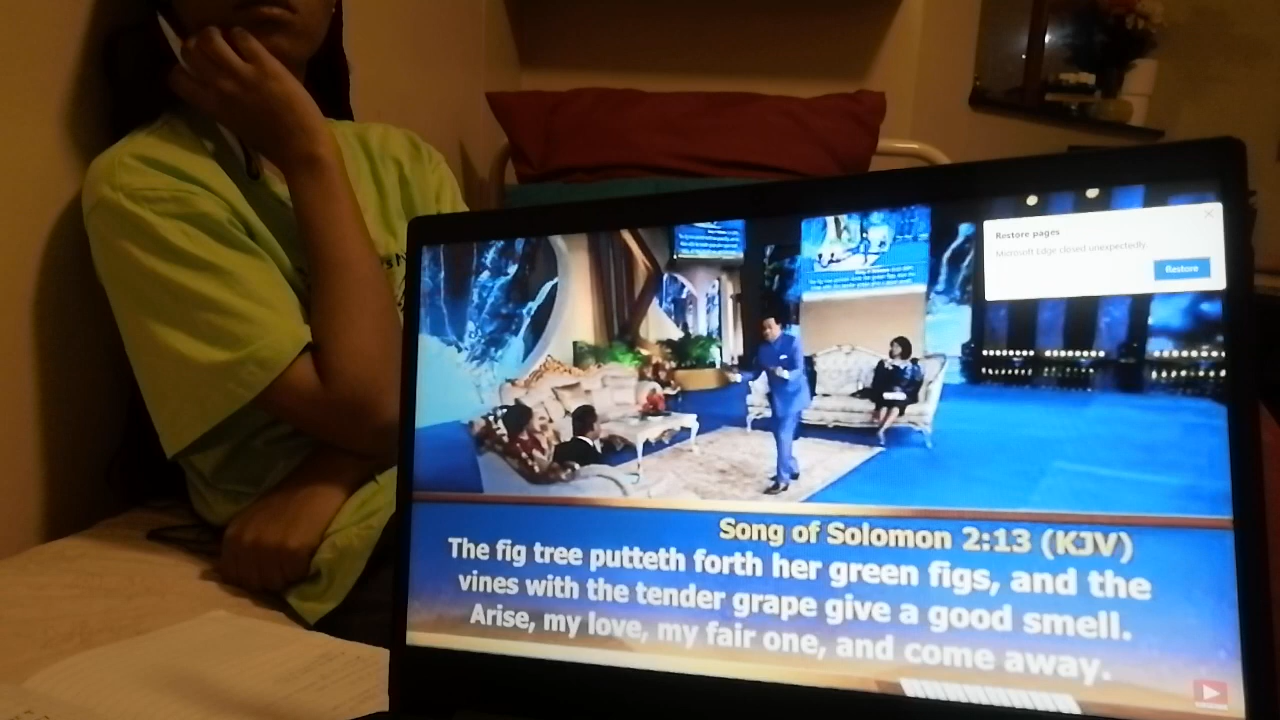 Restore pages
Microsoft Edge closed unexpectedly.
Restore
Song of Solomon 2:13 (KJV)
The fig tree putteth forth her green figs, and the
vines with the tender grape give a good smell.
Arise, my love, my fair one, and come away.